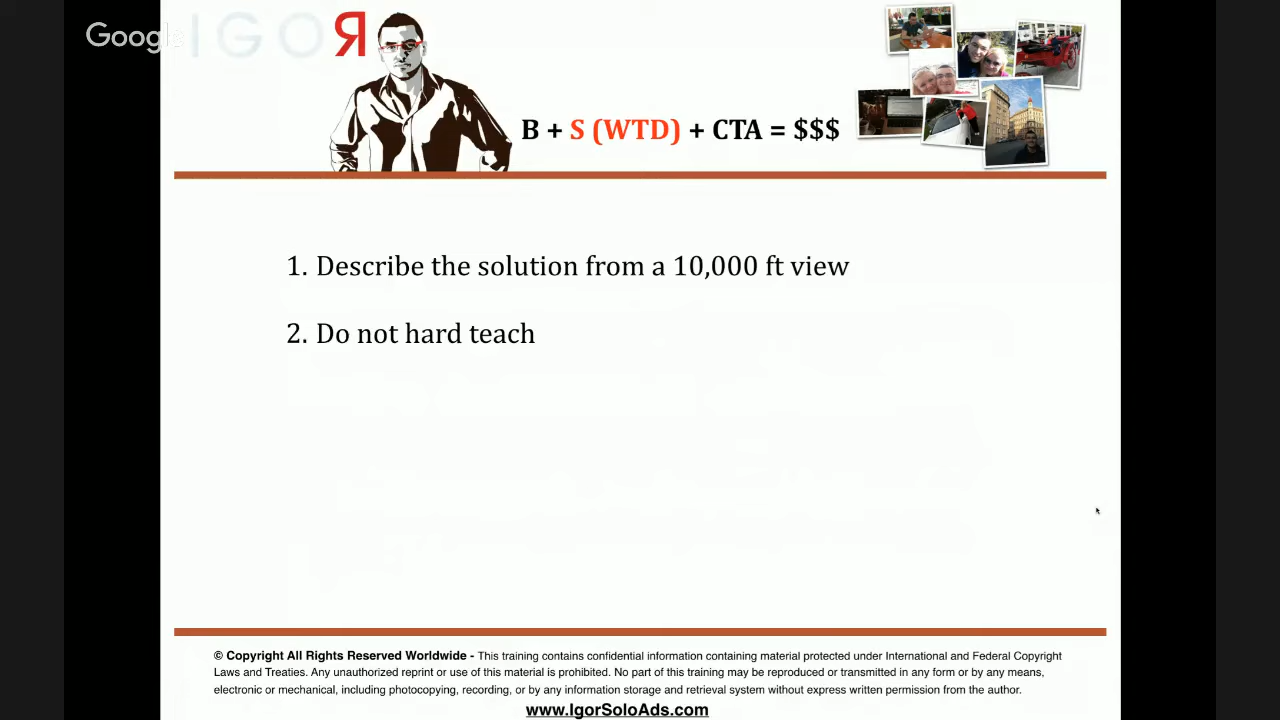 Google
IGOЯ
B + S (WTD) + CTA = $$$
1. Describe the solution from a 10,000 ft view
2. Do not hard teach
© Copyright All Rights Reserved Worldwide - This training contains confidential information containing material protected under International and Federal Copyright
Laws and Treaties. Any unauthorized reprint or use of this material is prohibited. No part of this training may be reproduced or transmitted in any form or by any means,
electronic or mechanical, including photocopying, recording, or by any information storage and retrieval system without express written permission from the author.
www.IgorSoloAds.com